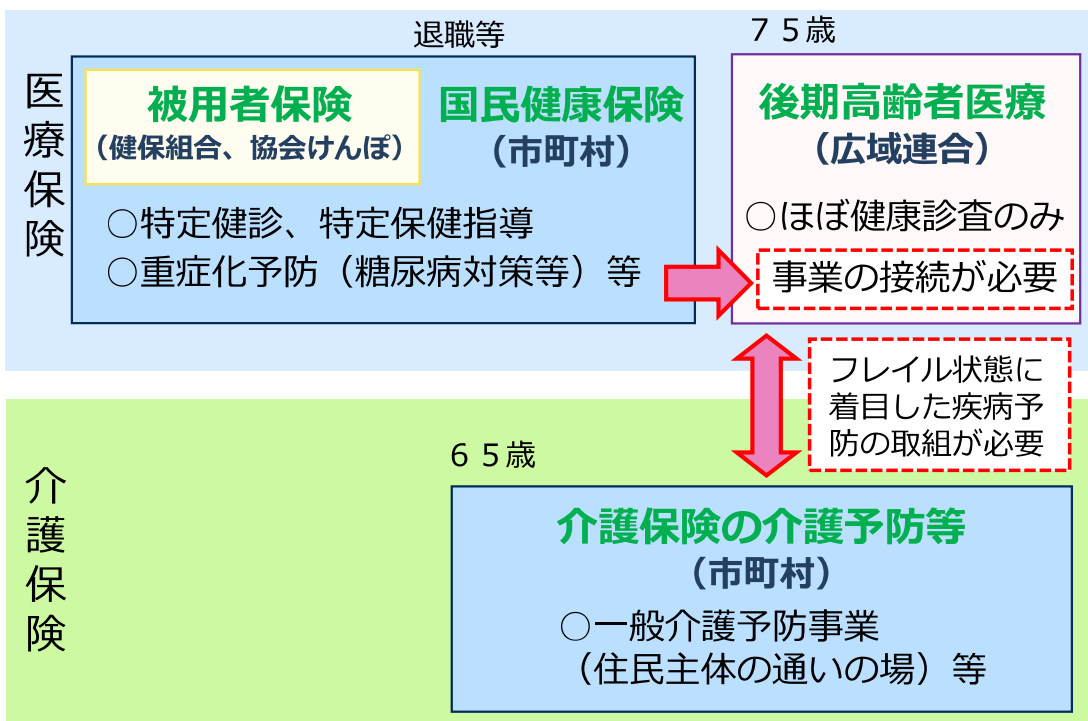 退職等
７５歳
医療保険
被用者保険
（健保組合、協会けんぽ）
国民健康保険
（市町村）
○特定健診、特定保健指導
○重症化予防（糖尿病対策等）等
後期高齢者医療
（広域連合）
○ほぼ健康診査のみ
事業の接続が必要
フレイル状態に
着目した疾病予
防の取組が必要
介護保険
６５歳
介護保険の介護予防等
（市町村）
○一般介護予防事業
（住民主体の通いの場）等